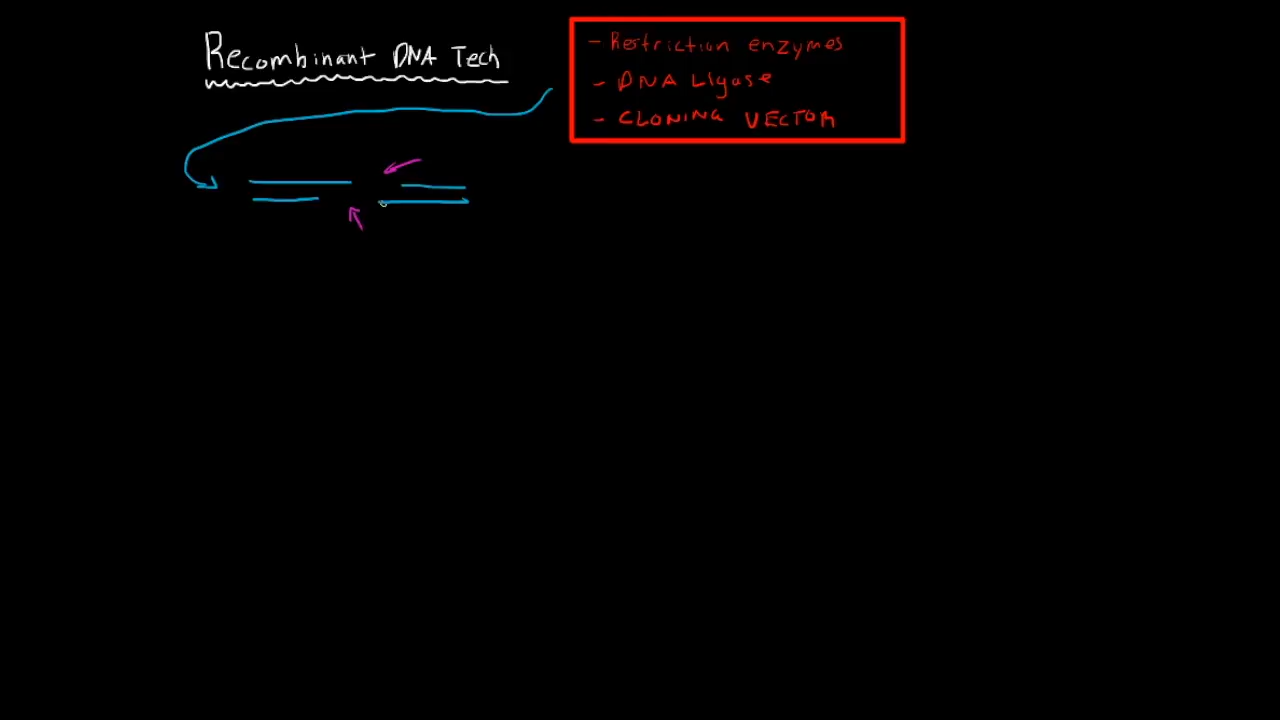 Recombinant DNA Tech
- Restriction enzymes
- DNA Ligase
- CLONING VECTOR